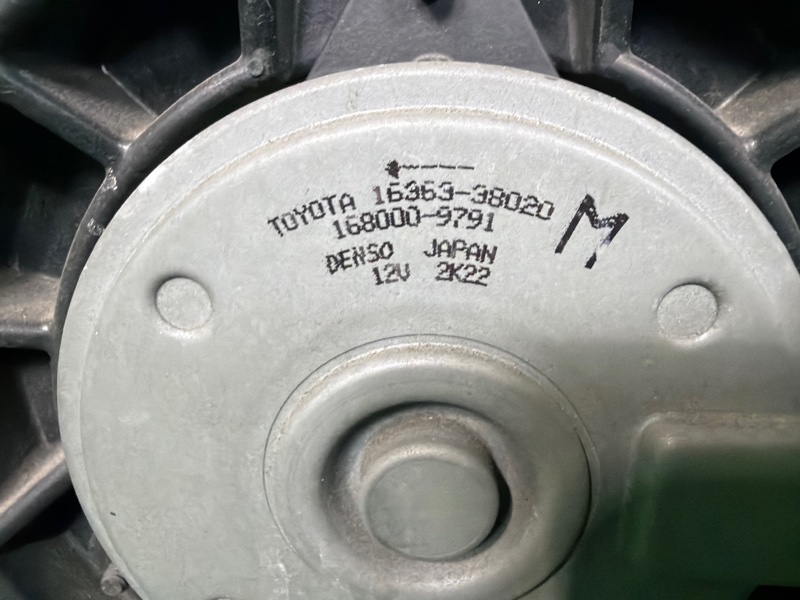 TOYOTA 16363-38020
168000-9791
M
DENSO JAPAN
12V 2K22